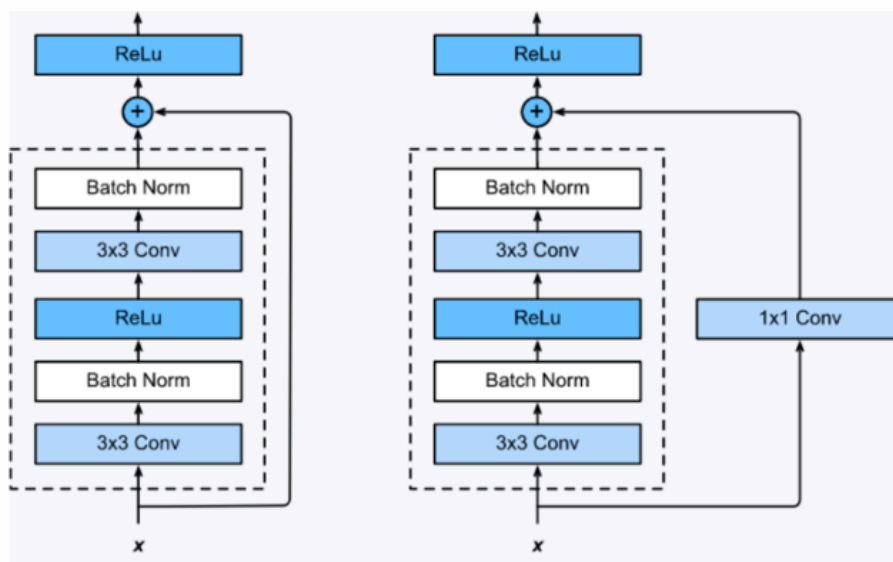 ReLu
+
Batch Norm
3x3 Conv
ReLu
Batch Norm
3x3 Conv
x
ReLu
+
Batch Norm
3x3 Conv
ReLu
1x1 Conv
Batch Norm
3x3 Conv
x